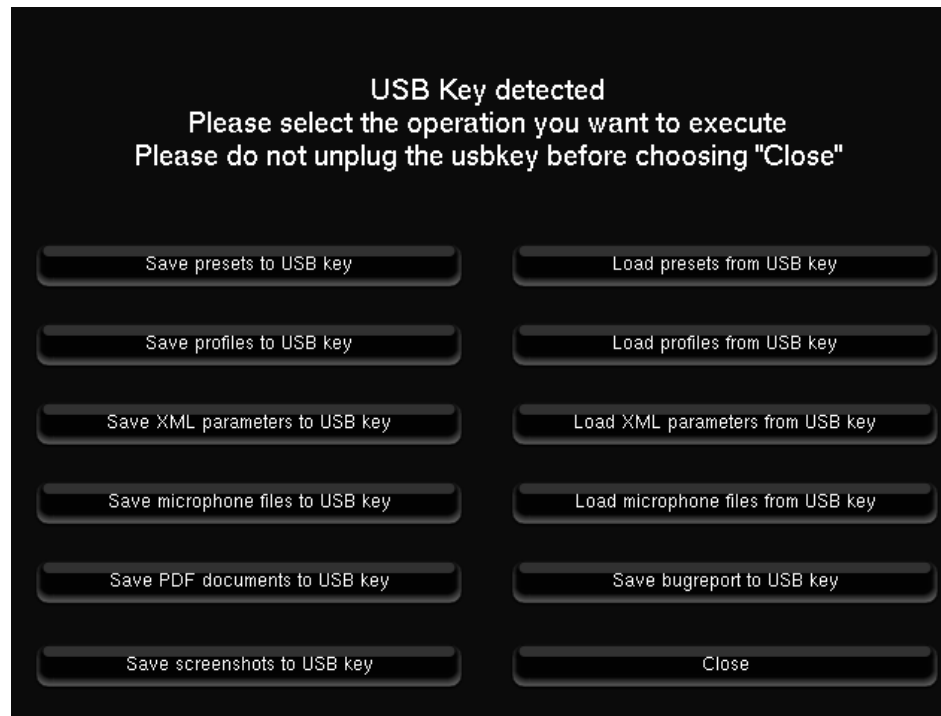 USB Key detected
Please select the operation you want to execute
Please do not unplug the usbkey before choosing "Close"
Save presets to USB key
Load presets from USB key
Save profiles to USB key
Load profiles from USB key
Save XML parameters to USB key
Load XML parameters from USB key
Save microphone files to USB key
Load microphone files from USB key
Save PDF documents to USB key
Save bugreport to USB key
Save screenshots to USB key
Close